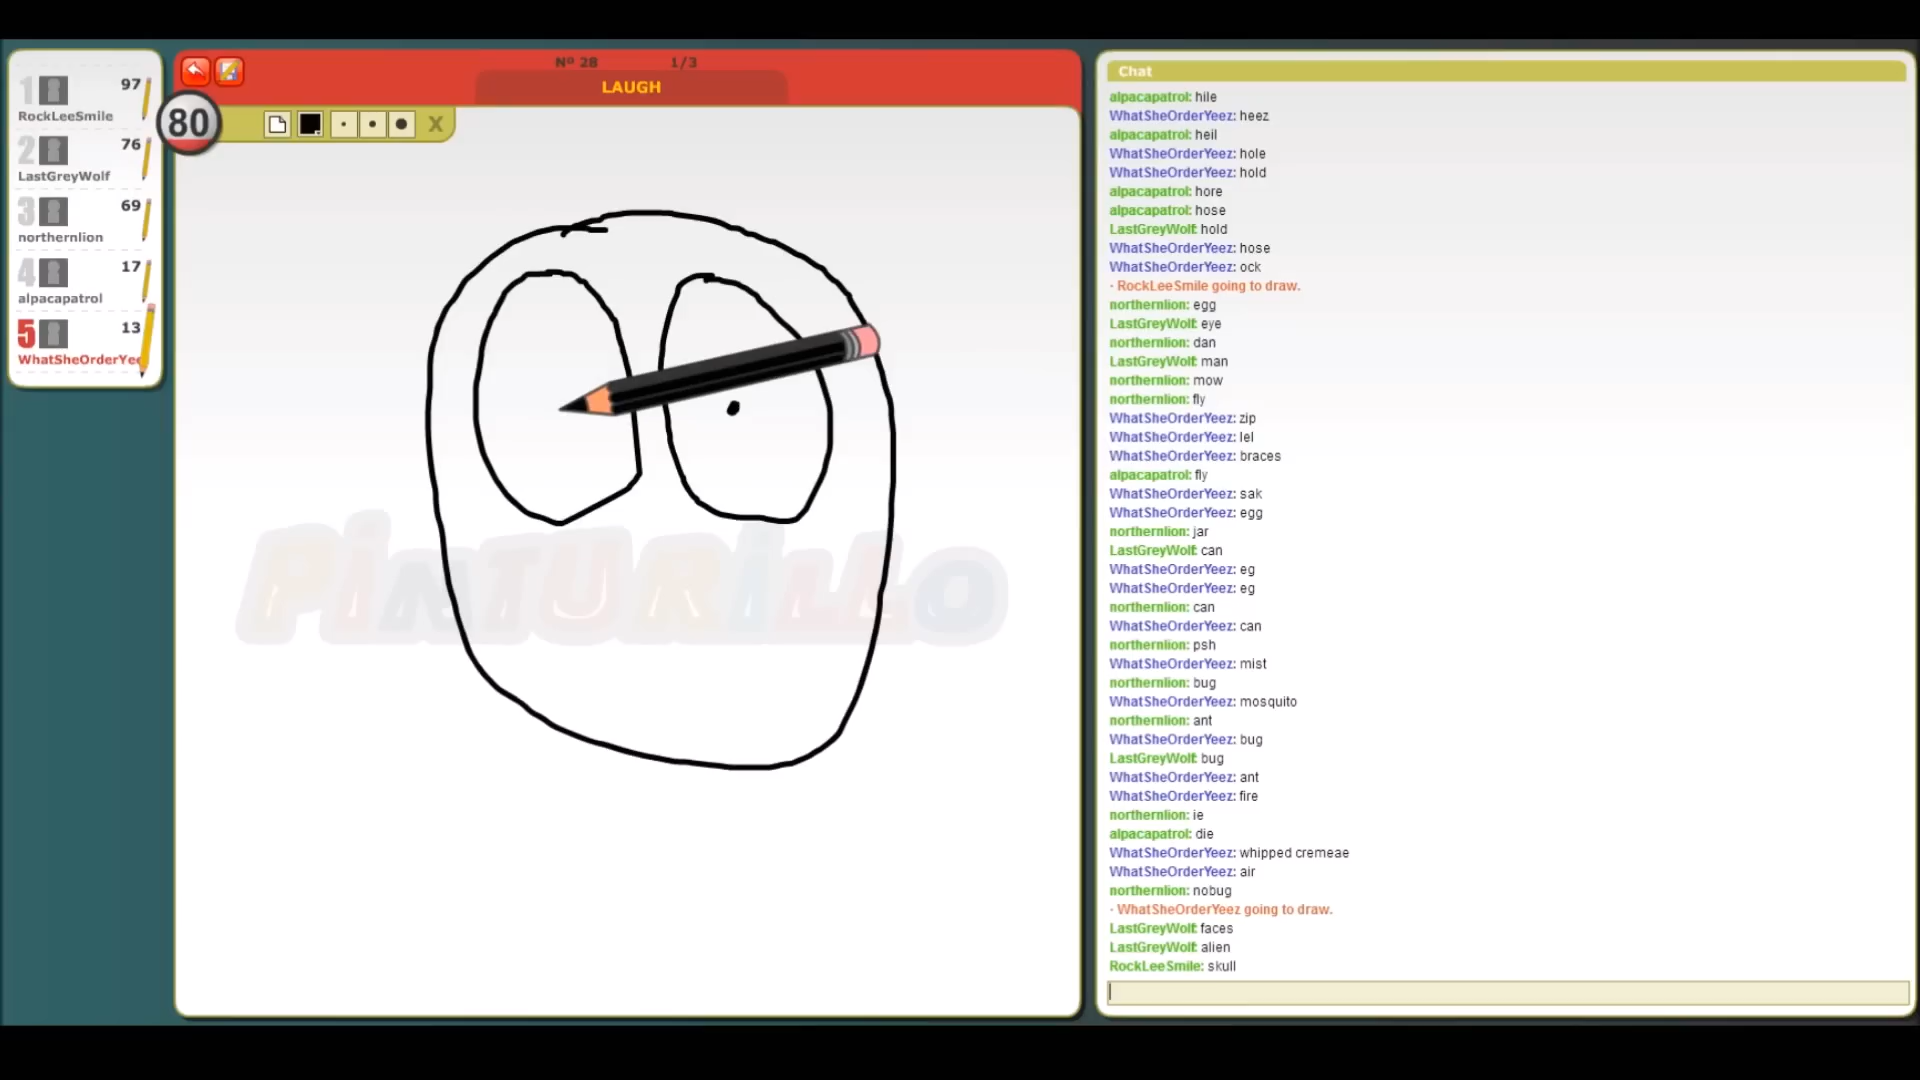 Nº 28 1/3
LAUGH
80
X
1 97
RockLeeSmile
2 76
LastGreyWolf
3 69
northernlion
4 17
alpacapatrol
5 13
WhatSheOrderYee
PiNTURiLLO
Chat
alpacapatrol: hile
WhatSheOrderYeez: heez
alpacapatrol: heil
WhatSheOrderYeez: hole
WhatSheOrderYeez: hold
alpacapatrol: hore
alpacapatrol: hose
LastGreyWolf: hold
WhatSheOrderYeez: hose
WhatSheOrderYeez: ock
· RockLeeSmile going to draw.
northernlion: egg
LastGreyWolf: eye
northernlion: dan
LastGreyWolf: man
northernlion: mow
northernlion: fly
WhatSheOrderYeez: zip
WhatSheOrderYeez: lel
WhatSheOrderYeez: braces
alpacapatrol: fly
WhatSheOrderYeez: sak
WhatSheOrderYeez: egg
northernlion: jar
LastGreyWolf: can
WhatSheOrderYeez: eg
WhatSheOrderYeez: eg
northernlion: can
WhatSheOrderYeez: can
northernlion: psh
WhatSheOrderYeez: mist
northernlion: bug
WhatSheOrderYeez: mosquito
northernlion: ant
WhatSheOrderYeez: bug
LastGreyWolf: bug
WhatSheOrderYeez: ant
WhatSheOrderYeez: fire
northernlion: ie
alpacapatrol: die
WhatSheOrderYeez: whipped cremeae
WhatSheOrderYeez: air
northernlion: nobug
· WhatSheOrderYeez going to draw.
LastGreyWolf: faces
LastGreyWolf: alien
RockLeeSmile: skull